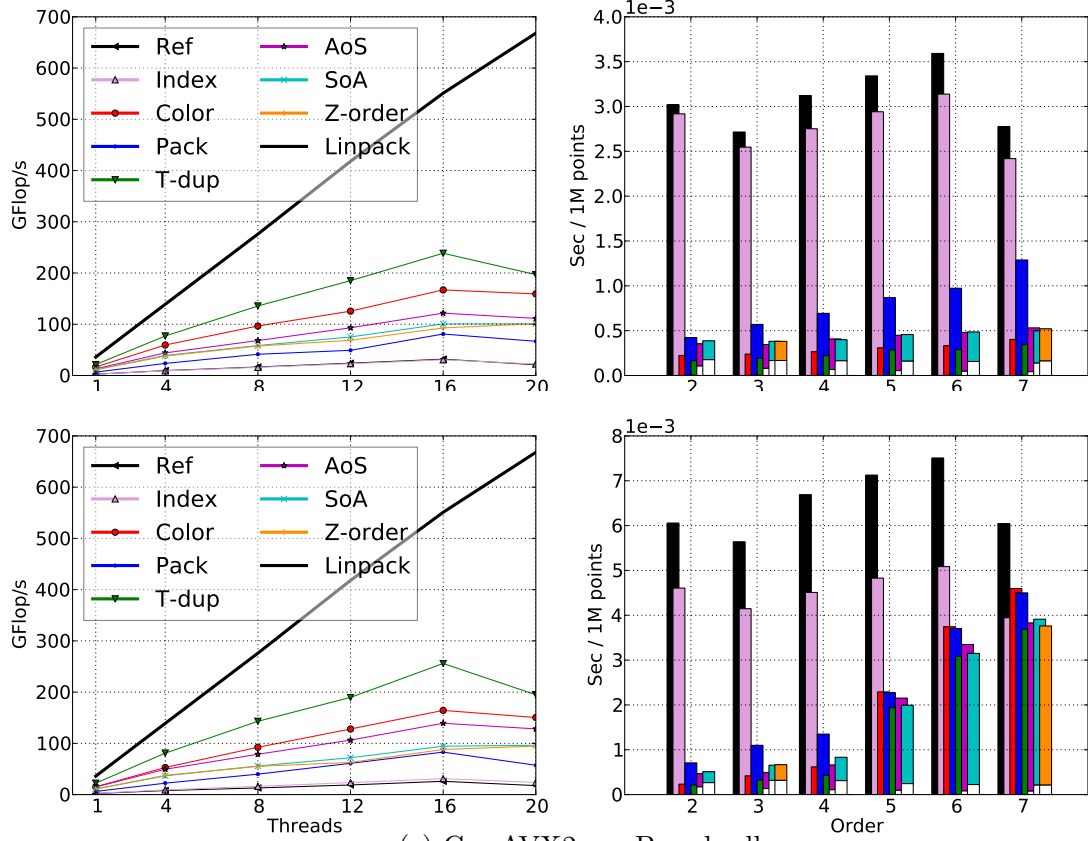 700
600
500
400
300
200
100
0
GFlop/s
Ref
Index
Color
Pack
T-dup
AoS
SoA
Z-order
Linpack
1 4 8 12 16 20
1e−3
4.0
3.5
3.0
2.5
2.0
1.5
1.0
0.5
0.0
Sec / 1M points
2 3 4 5 6 7
700
600
500
400
300
200
100
0
GFlop/s
Ref
Index
Color
Pack
T-dup
AoS
SoA
Z-order
Linpack
1 4 8 12 16 20
Threads
1e−3
8
7
6
5
4
3
2
1
0
Sec / 1M points
2 3 4 5 6 7
Order